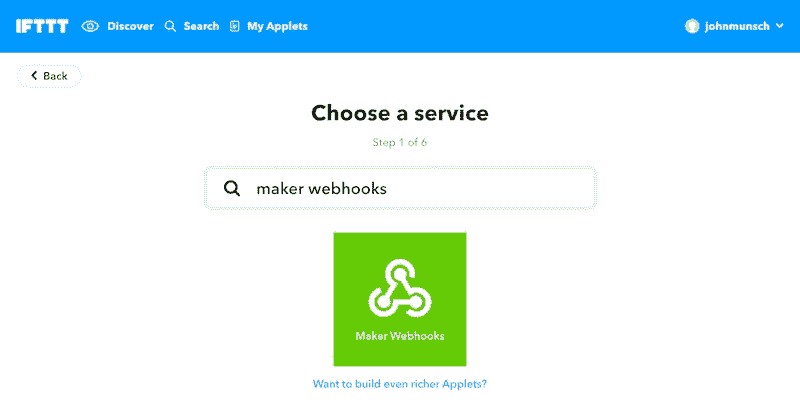 IFTTT Discover Search My Applets johnmunsch
Back
Choose a service
Step 1 of 6
maker webhooks
Maker Webhooks
Want to build even richer Applets?